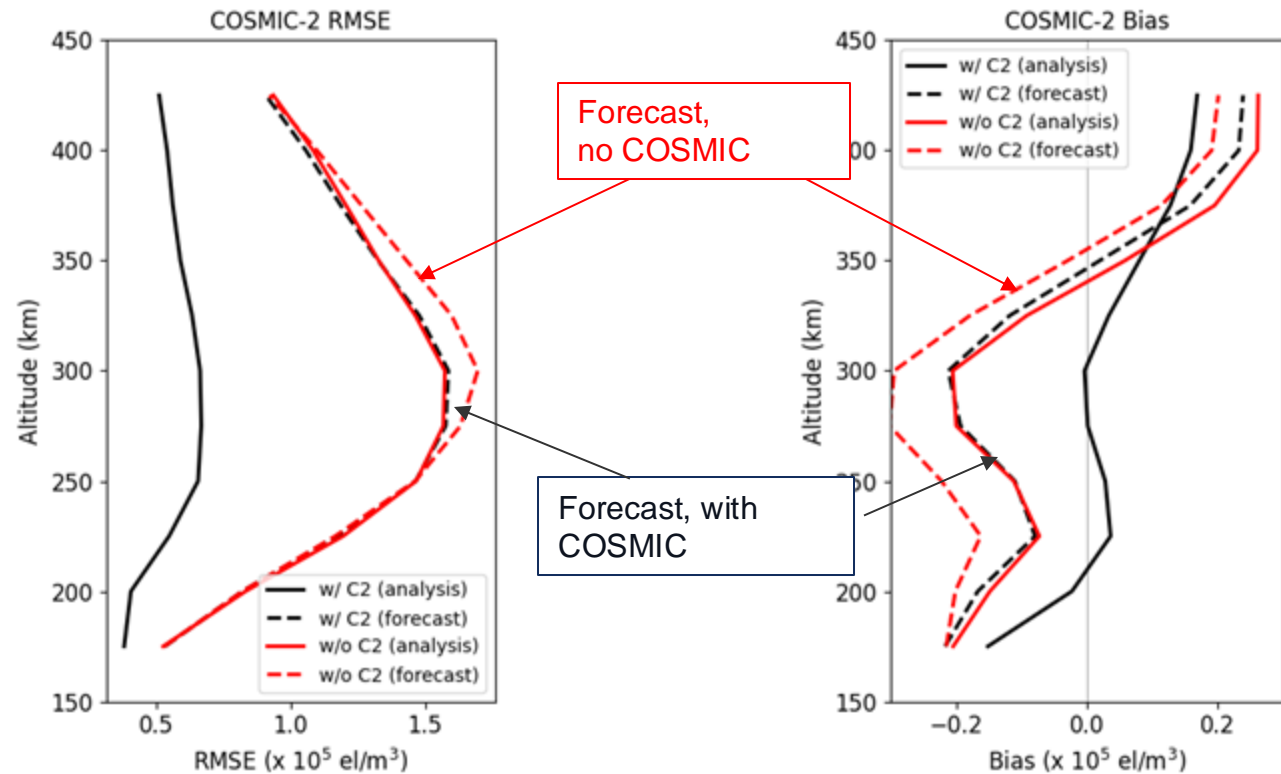 COSMIC-2 RMSE
450
400
350
300
250
200
150
Altitude (km)
0.5
1.0
1.5
RMSE (x 10⁵ el/m³)
w/ C2 (analysis)
w/ C2 (forecast)
w/o C2 (analysis)
w/o C2 (forecast)
Forecast,
no COSMIC
Forecast, with
COSMIC
COSMIC-2 Bias
w/ C2 (analysis)
w/ C2 (forecast)
w/o C2 (analysis)
w/o C2 (forecast)
450
00
350
300
50
200
150
Altitude (km)
−0.2
0.0
0.2
Bias (x 10⁵ el/m³)